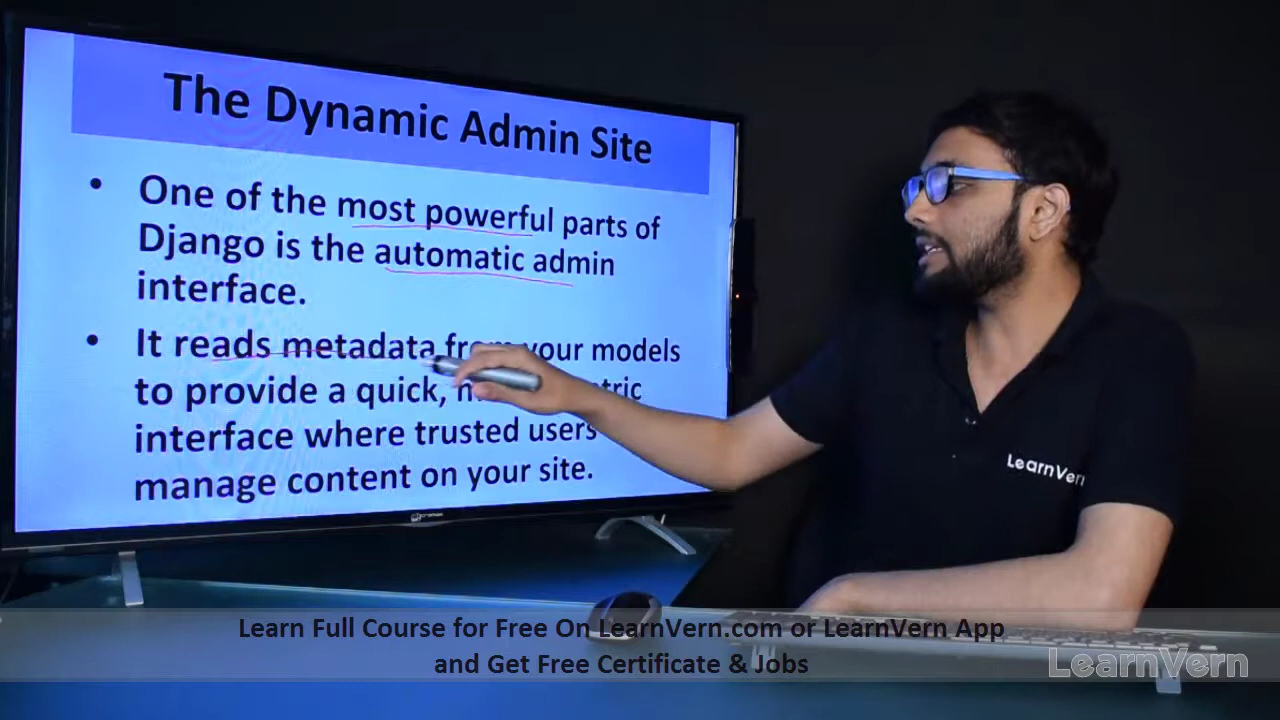 The Dynamic Admin Site
• One of the most powerful parts of
Django is the automatic admin
interface.
• It reads metadata your models
to provide a quick,
interface where trusted users
manage content on your site.
LearnVern
Learn Full Course for Free On LearnVern.com or LearnVern App
and Get Free Certificate & Jobs
LearnVern